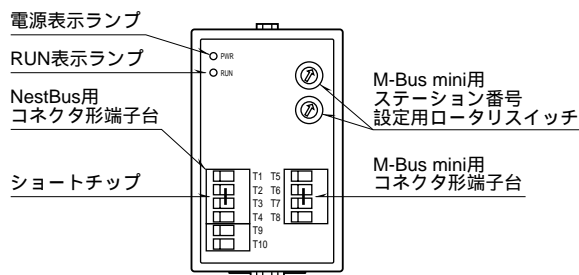 電源表示ランプ
RUN表示ランプ
NestBus用
コネクタ形端子台
ショートチップ
PWR
RUN
M-Bus mini用
ステーション番号
設定用ロータリスイッチ
M-Bus mini用
コネクタ形端子台
T1 T5
T2 T6
T3 T7
T4 T8
T9
T10